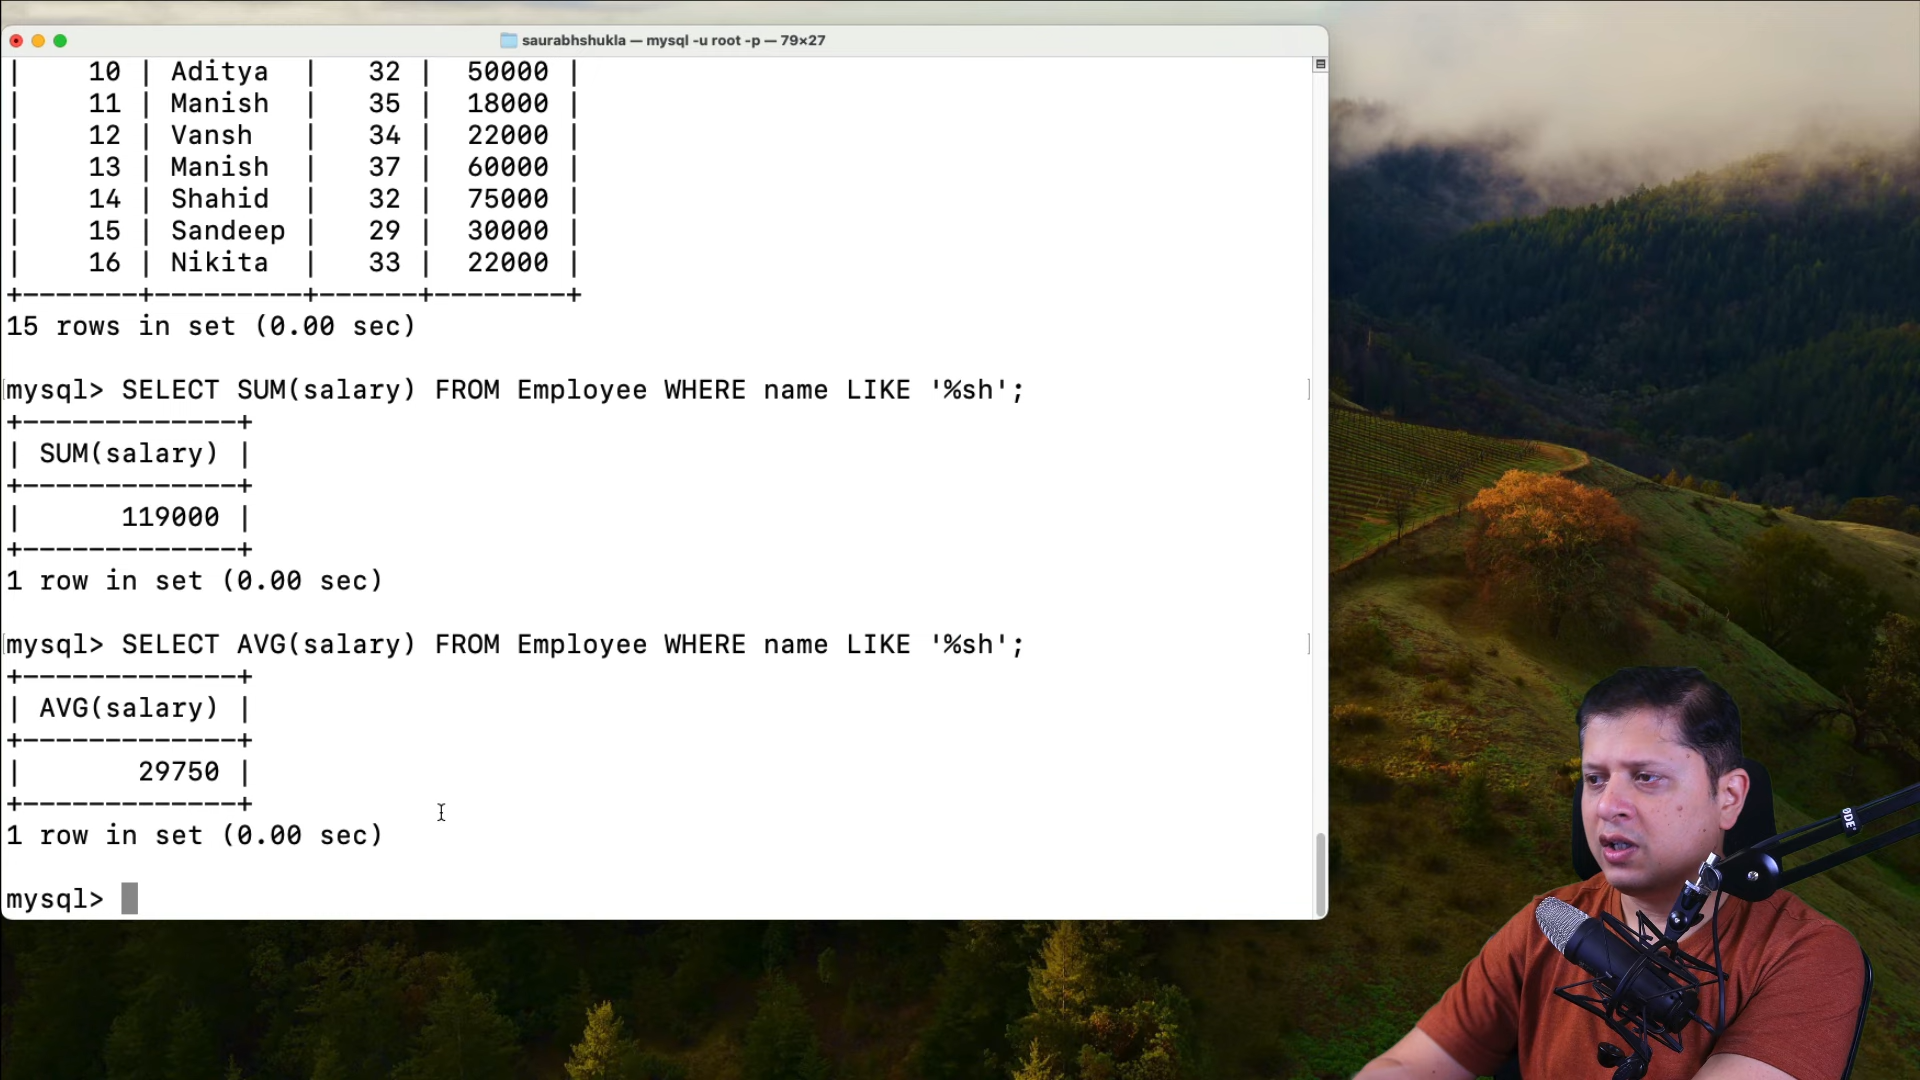 saurabhshukla — mysql -u root -p — 79×27
| 10 | Aditya | 32 | 50000 |
| 11 | Manish | 35 | 18000 |
| 12 | Vansh | 34 | 22000 |
| 13 | Manish | 37 | 60000 |
| 14 | Shahid | 32 | 75000 |
| 15 | Sandeep | 29 | 30000 |
| 16 | Nikita | 33 | 22000 |
+--------+----------+-------+---------+
15 rows in set (0.00 sec)
mysql> SELECT SUM(salary) FROM Employee WHERE name LIKE '%sh';
+-------------+
| SUM(salary) |
+-------------+
| 119000 |
+-------------+
1 row in set (0.00 sec)
mysql> SELECT AVG(salary) FROM Employee WHERE name LIKE '%sh';
+-------------+
| AVG(salary) |
+-------------+
| 29750 |
+-------------+
1 row in set (0.00 sec)
mysql>